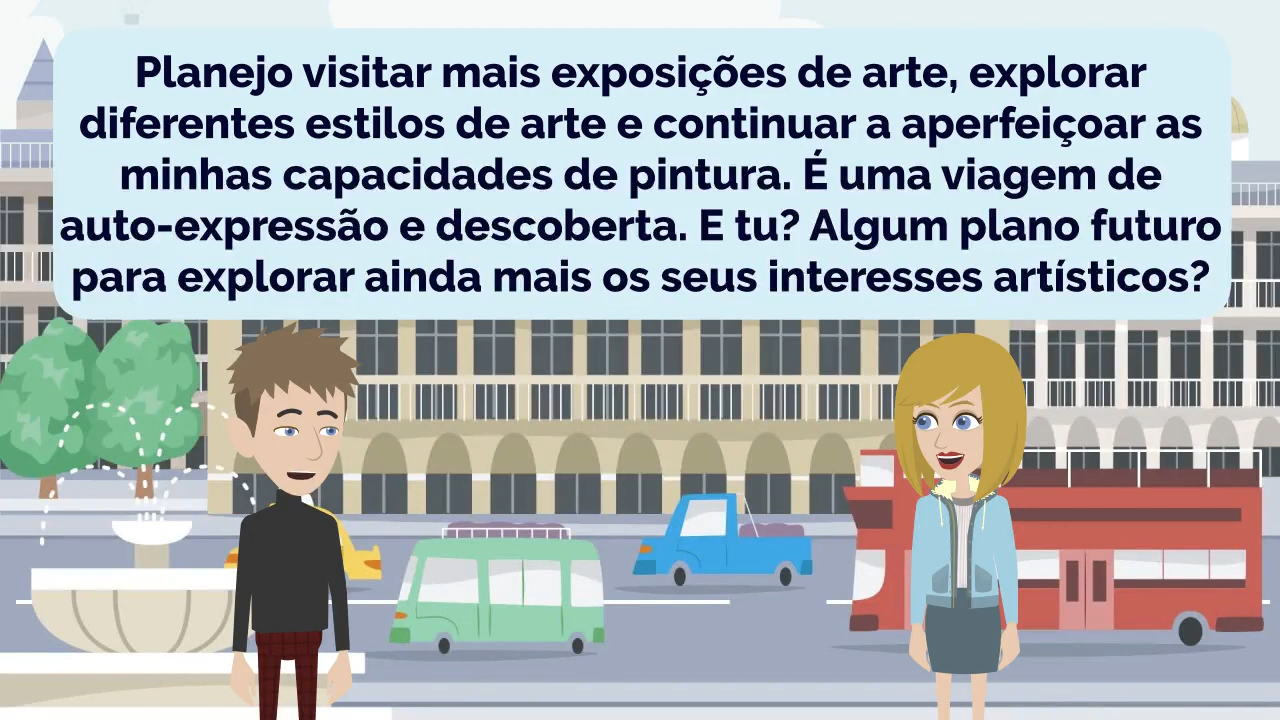 Planejo visitar mais exposições de arte, explorar
diferentes estilos de arte e continuar a aperfeiçoar as
minhas capacidades de pintura. É uma viagem de
auto-expressão e descoberta. E tu? Algum plano futuro
para explorar ainda mais os seus interesses artísticos?